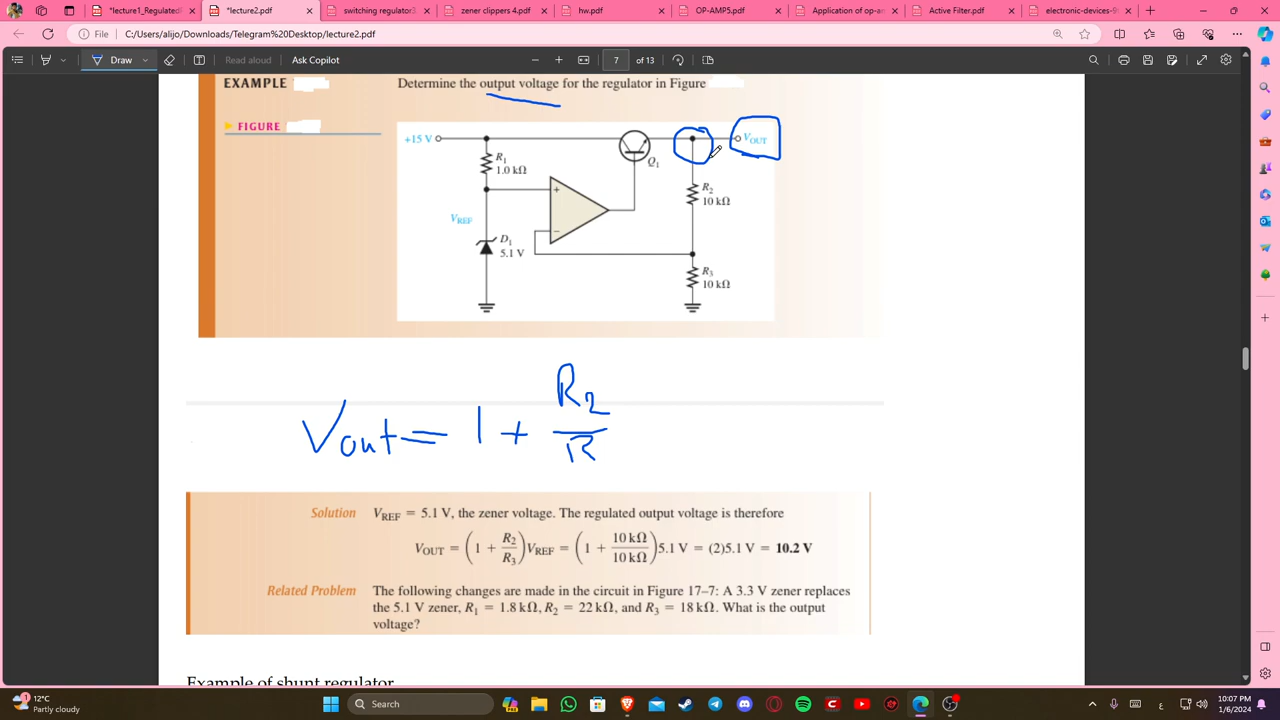 *lecture1_Regulated
*lecture2.pdf
switching regulator3.
zener clippers 4.pdf
hw.pdf
OP-AMP5.pdf
Application of op-a
Active Filter.pdf
electronic-devices-9
File
C:/Users/alijo/Downloads/Telegram%20Desktop/lecture2.pdf
Draw
Read aloud
Ask Copilot
7
of 13
EXAMPLE
Determine the output voltage for the regulator in Figure
FIGURE
+15 V
VOUT
R1
1.0 kΩ
Q1
R2
10 kΩ
+
VREF
−
D1
5.1 V
R3
10 kΩ
Vout = 1 + R2/R
Solution VREF = 5.1 V, the zener voltage. The regulated output voltage is therefore
VOUT = (1 + R2/R3)VREF = (1 + 10 kΩ/10 kΩ)5.1 V = (2)5.1 V = 10.2 V
Related Problem The following changes are made in the circuit in Figure 17–7: A 3.3 V zener replaces
the 5.1 V zener, R1 = 1.8 kΩ, R2 = 22 kΩ, and R3 = 18 kΩ. What is the output
voltage?
Example of shunt regulator
1
12°C
Partly cloudy
Search
ع
10:07 PM
1/6/2024